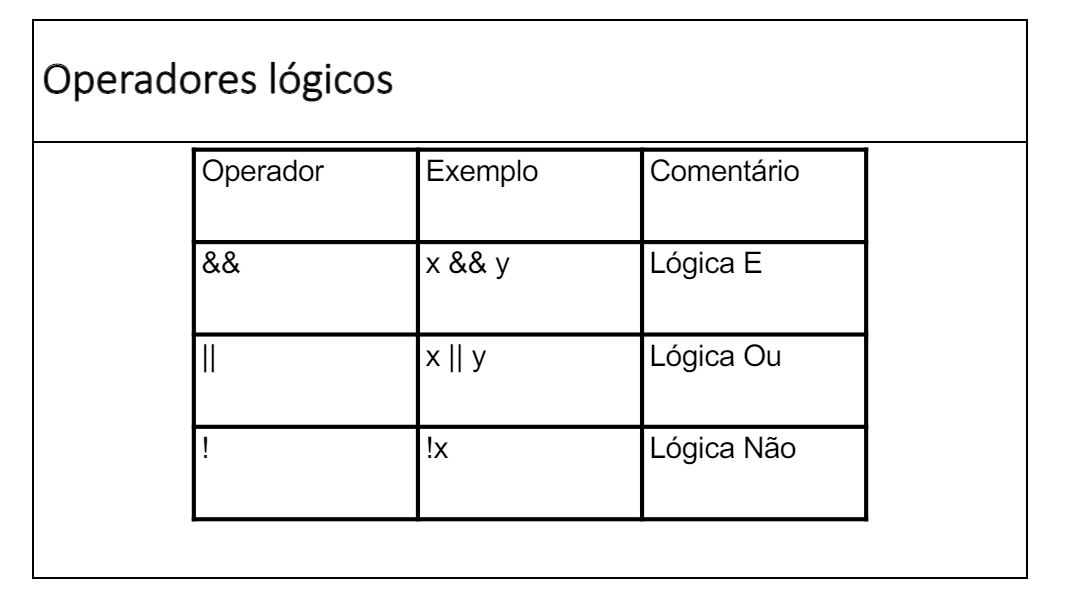 Operadores lógicos
Operador Exemplo Comentário
&& x && y Lógica E
|| x || y Lógica Ou
! !x Lógica Não